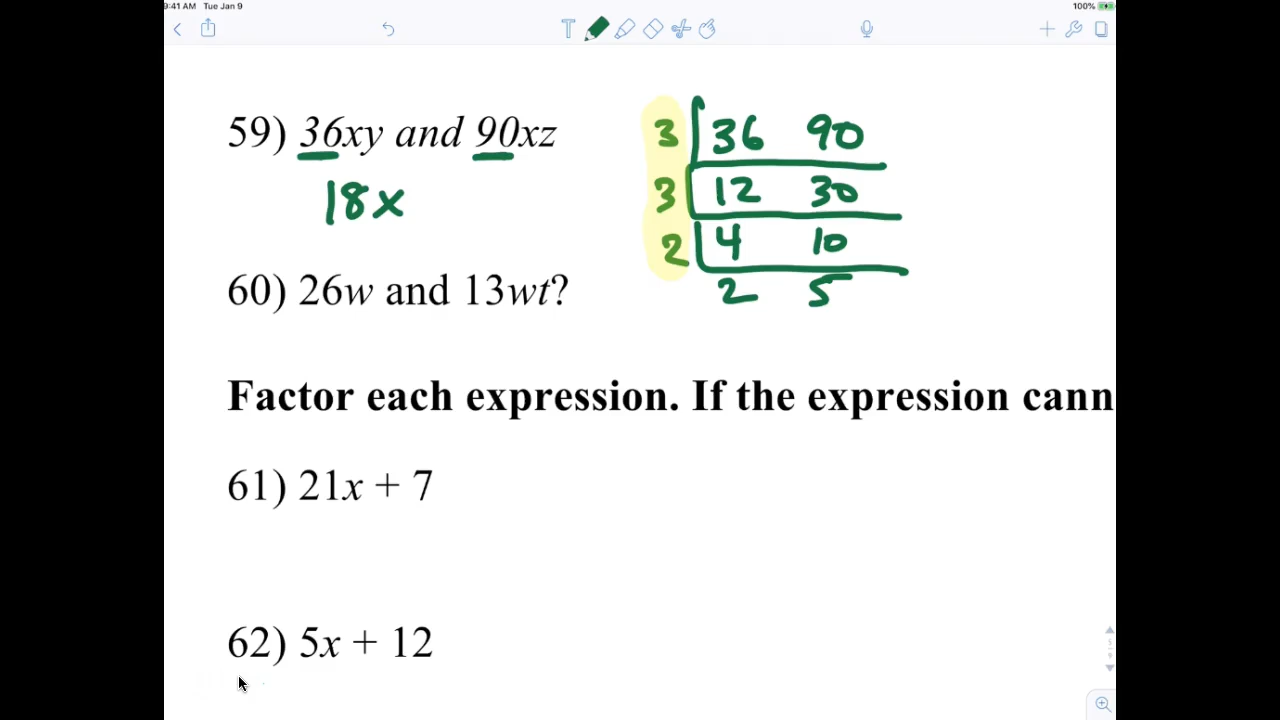 9:41 AM Tue Jan 9
100%
T
59) 36xy and 90xz
18x
3 36 90
3 12 30
2 4 10
2 5
60) 26w and 13wt?
Factor each expression. If the expression cann
61) 21x + 7
62) 5x + 12
5
9